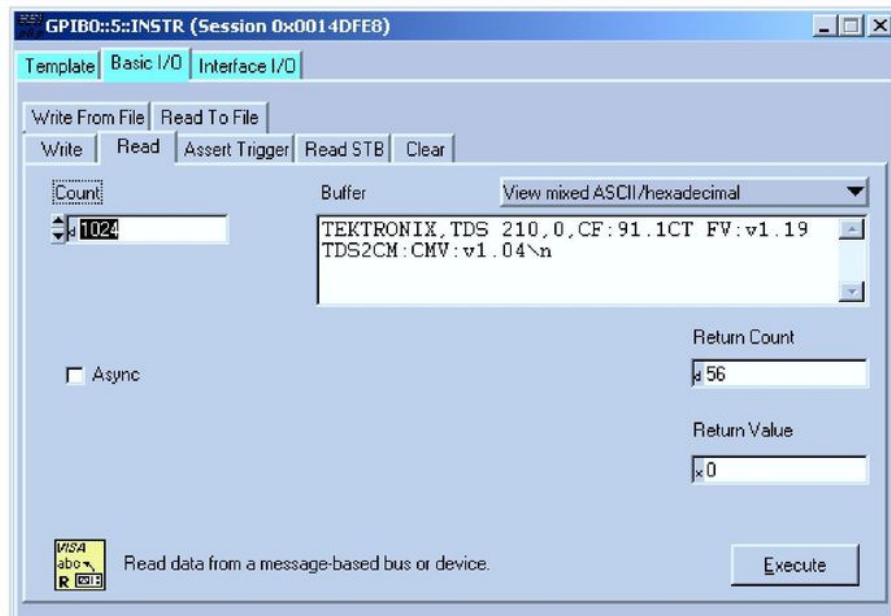 GPIB0::5::INSTR (Session 0x0014DFE8)
Template Basic I/O Interface I/O
Write From File Read To File
Write Read Assert Trigger Read STB Clear
Count Buffer View mixed ASCII/hexadecimal
d 1024
TEKTRONIX,TDS 210,0,CF:91.1CT FV:v1.19
TDS2CM:CMV:v1.04\n
Return Count
d 56
Async
Return Value
x 0
VISA
abc
R
Read data from a message-based bus or device.
Execute